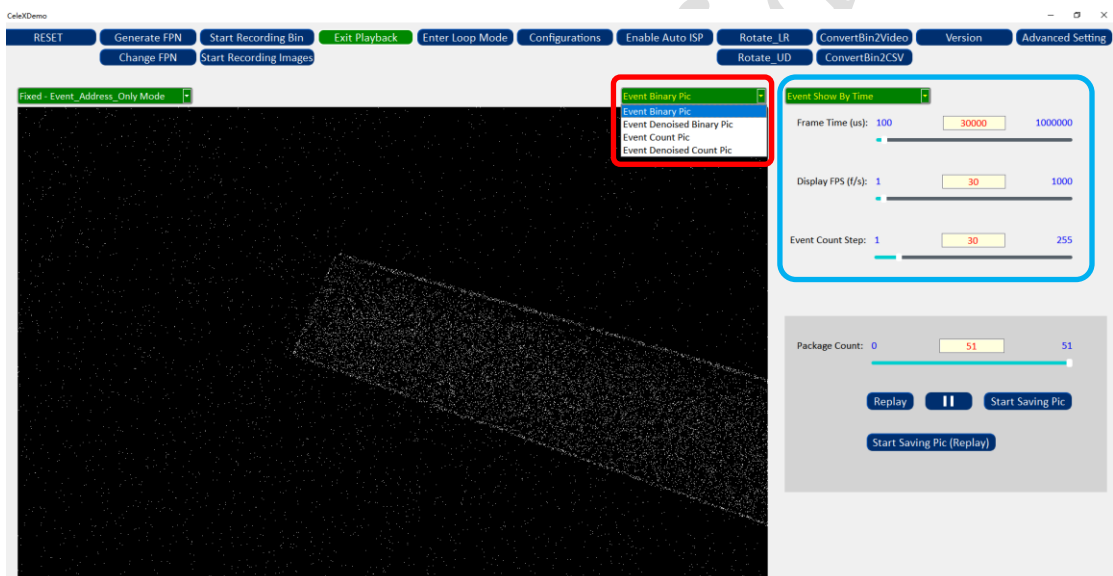 CeleXDemo
RESET Generate FPN Start Recording Bin Exit Playback Enter Loop Mode Configurations Enable Auto ISP Rotate_LR ConvertBin2Video Version Advanced Setting
Change FPN Start Recording Images Rotate_UD ConvertBin2CSV
Fixed - Event_Address_Only Mode Event Binary Pic Event Show By Time
Event Binary Pic
Event Denoised Binary Pic
Event Count Pic
Event Denoised Count Pic
Frame Time (us): 100 30000 1000000
Display FPS (f/s): 1 30 1000
Event Count Step: 1 30 255
Package Count: 0 51 51
Replay Start Saving Pic
Start Saving Pic (Replay)